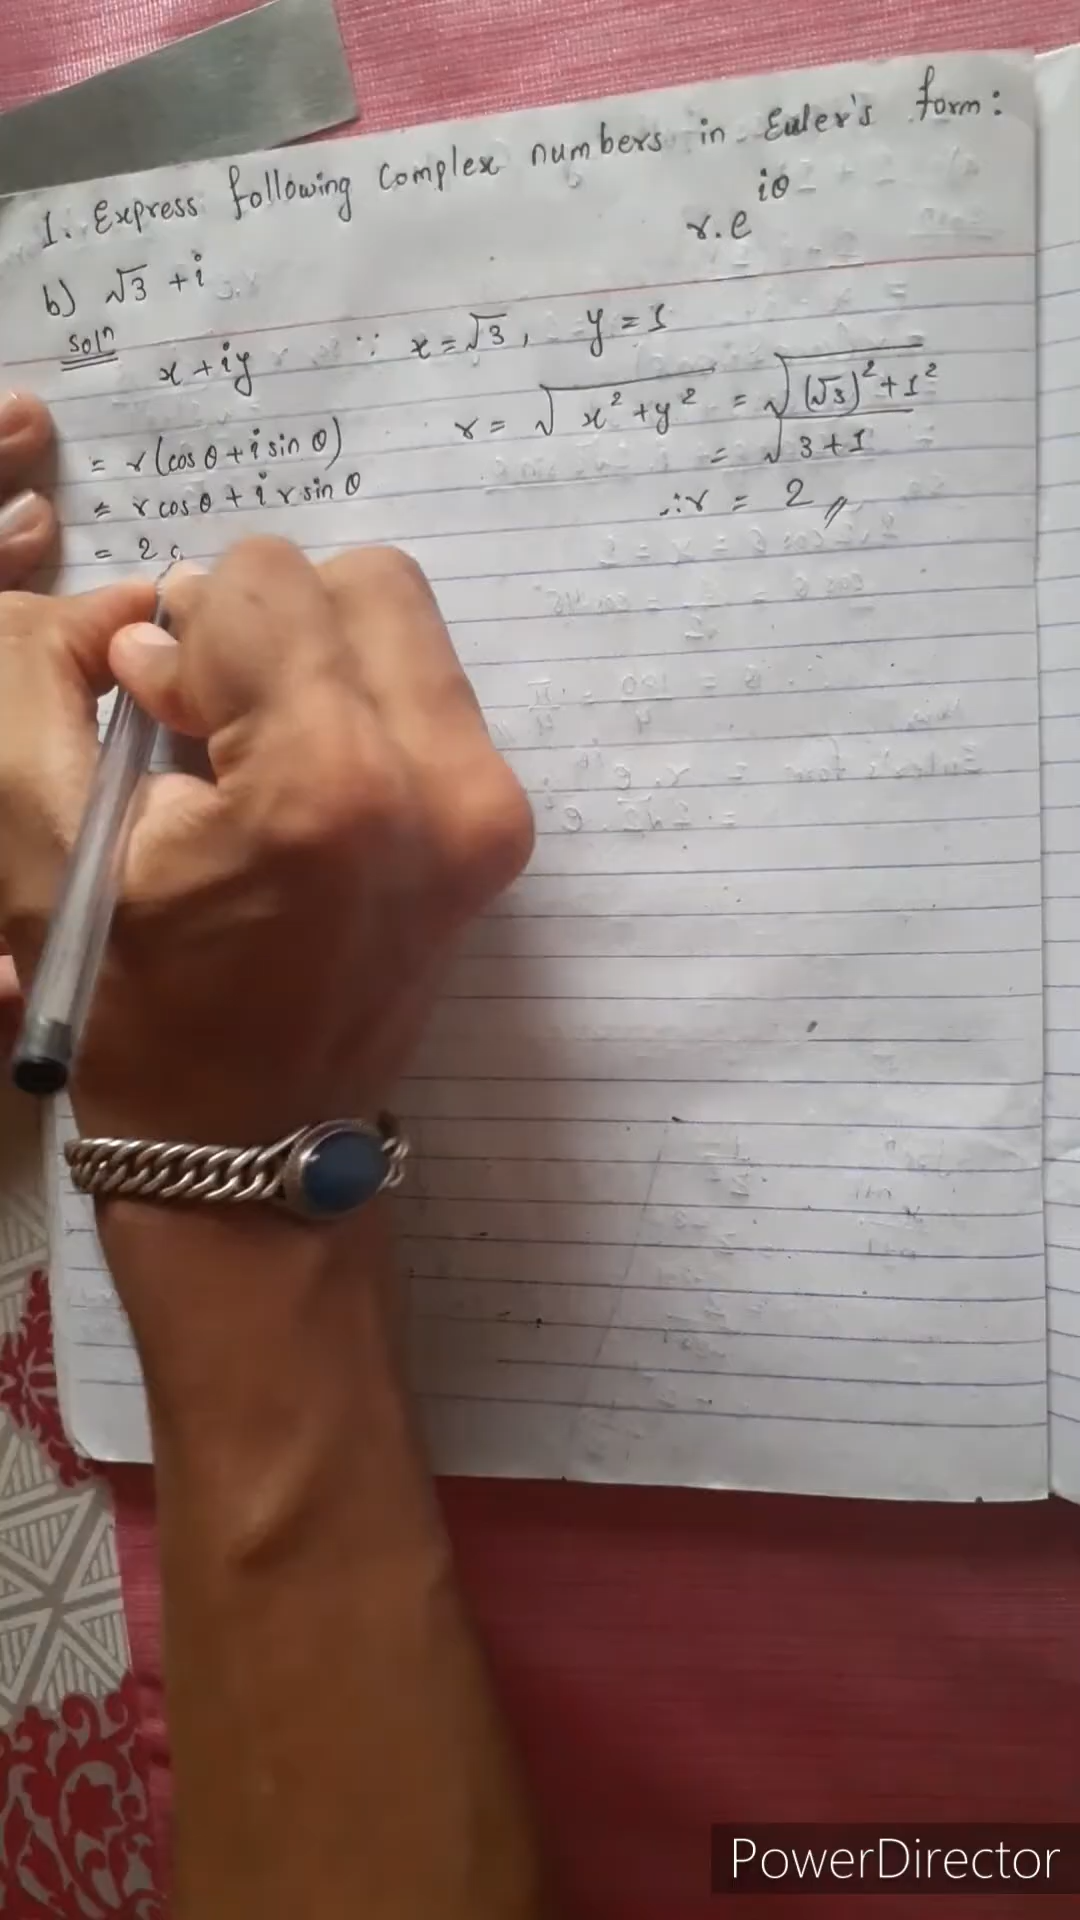 1. Express following complex numbers in Euler's form:
r.e^iθ
b) √3 + i
Soln
x + iy ∵ x = √3, y = 1
r = √x² + y² = √(√3)² + 1²
= r(cos θ + i sin θ)
= √3 + 1
= r cos θ + i r sin θ
∴ r = 2 //
= 2 c
PowerDirector